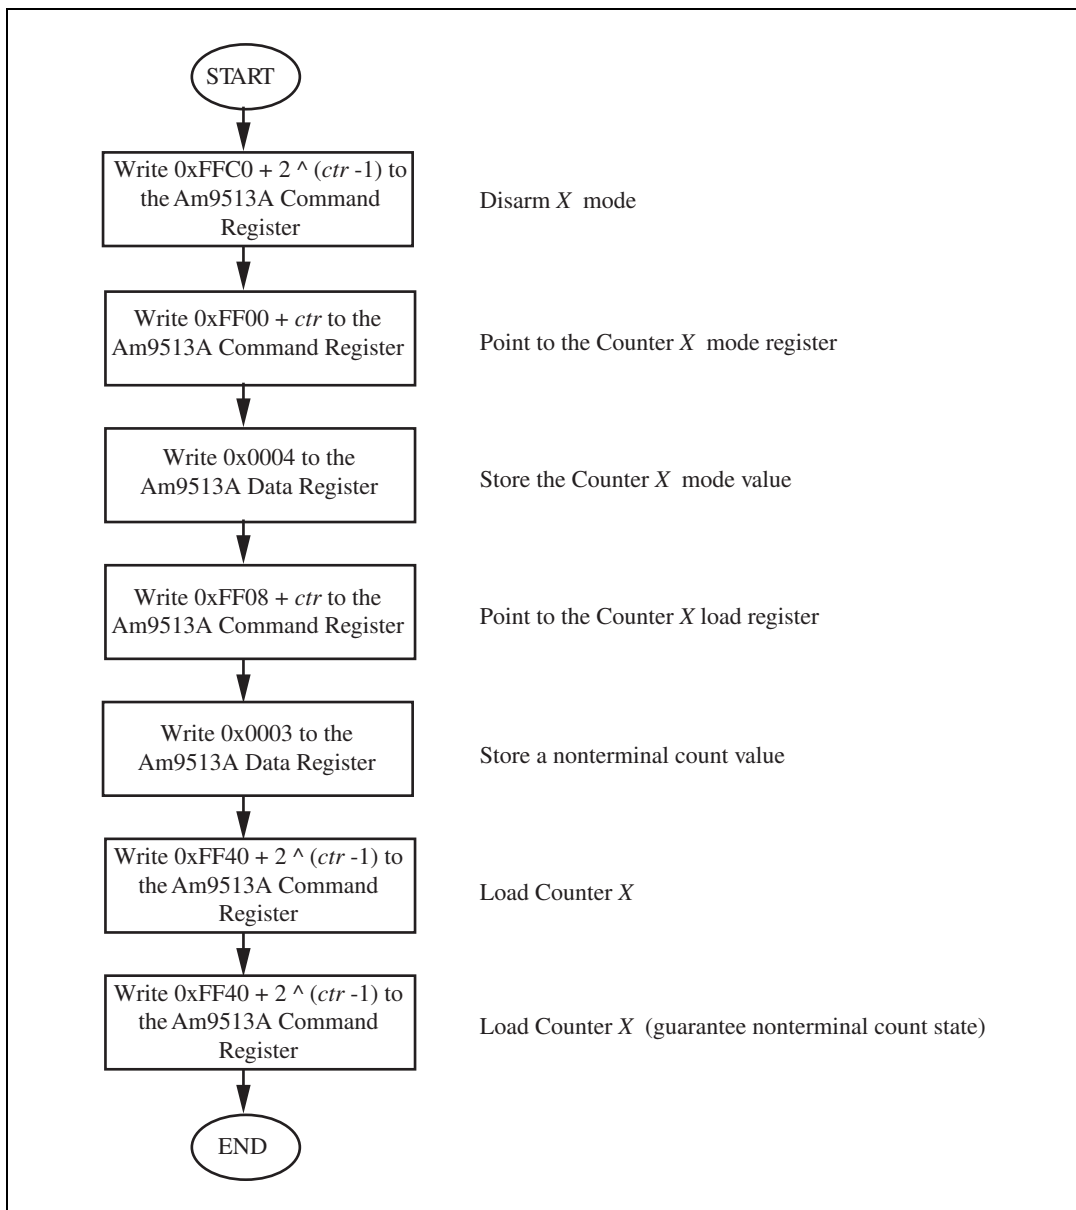 START
Write 0xFFC0 + 2 ^ (ctr -1) to
the Am9513A Command
Register
Disarm X mode
Write 0xFF00 + ctr to the
Am9513A Command Register
Point to the Counter X mode register
Write 0x0004 to the
Am9513A Data Register
Store the Counter X mode value
Write 0xFF08 + ctr to the
Am9513A Command Register
Point to the Counter X load register
Write 0x0003 to the
Am9513A Data Register
Store a nonterminal count value
Write 0xFF40 + 2 ^ (ctr -1) to
the Am9513A Command
Register
Load Counter X
Write 0xFF40 + 2 ^ (ctr -1) to
the Am9513A Command
Register
Load Counter X (guarantee nonterminal count state)
END